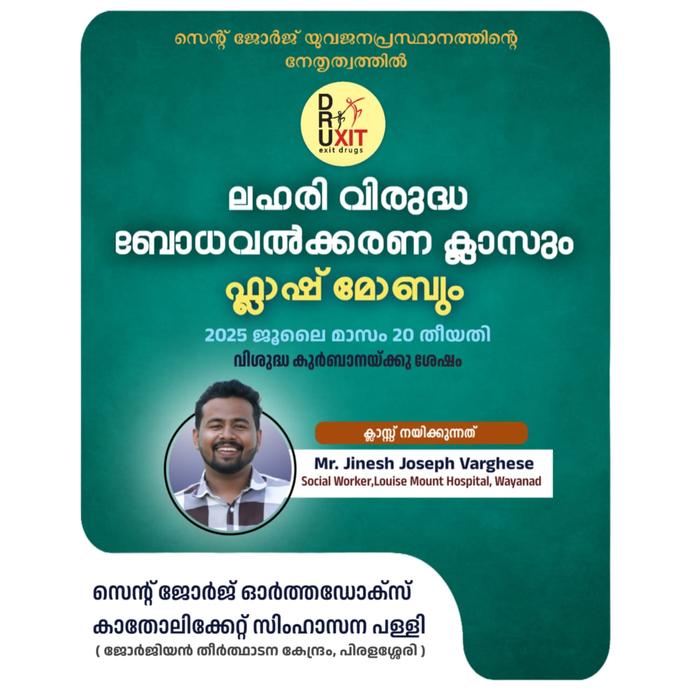 സെന്റ് ജോർജ് യുവജനപ്രസ്ഥാനത്തിന്റെ
നേതൃത്വത്തിൽ
DRUXIT
exit drugs
ലഹരി വിരുദ്ധ
ബോധവൽക്കരണ ക്ലാസും
ഫ്ലാഷ് മോബും
2025 ജൂലൈ മാസം 20 തീയതി
വിശുദ്ധ കുർബാനയ്ക്കു ശേഷം
ക്ലാസ്സ് നയിക്കുന്നത്
Mr. Jinesh Joseph Varghese
Social Worker,Louise Mount Hospital, Wayanad
സെന്റ് ജോർജ് ഓർത്തഡോക്സ്
കാതോലിക്കേറ്റ് സിംഹാസന പള്ളി
( ജോർജിയൻ തീർത്ഥാടന കേന്ദ്രം, പിരളശ്ശേരി )